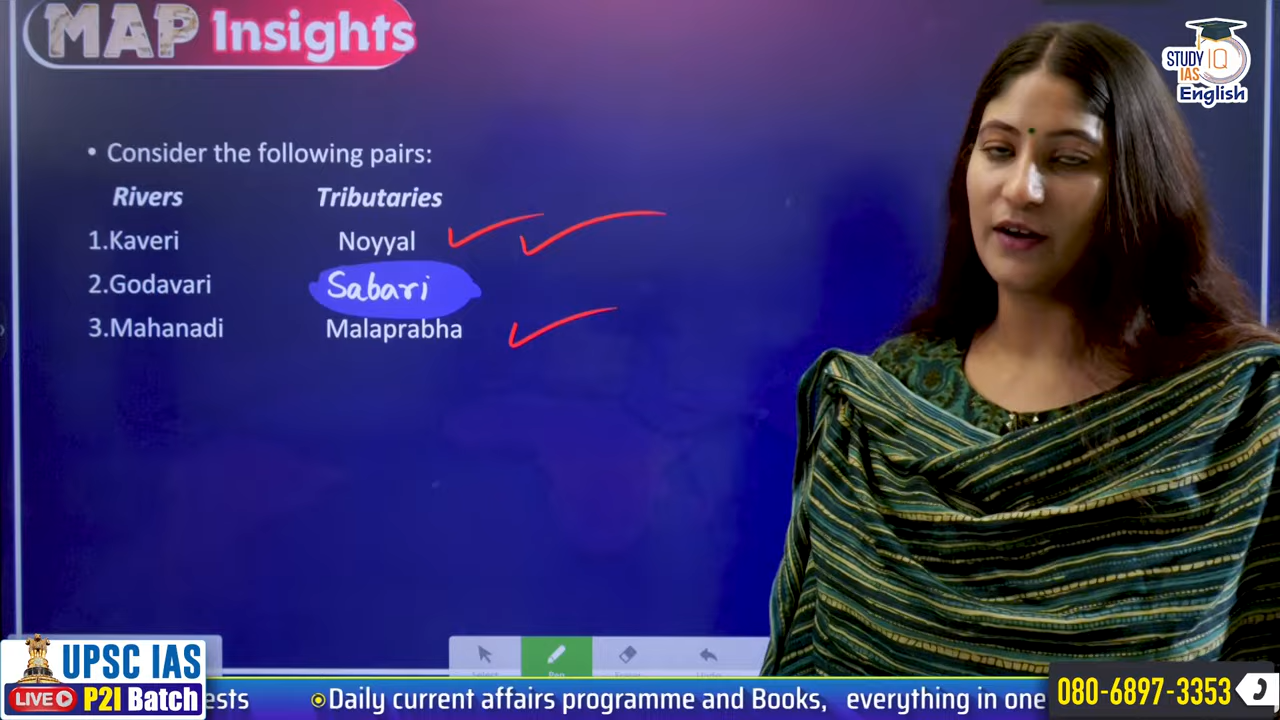 MAP Insights
STUDY IQ
IAS
English
• Consider the following pairs:
Rivers Tributaries
1.Kaveri Noyyal
2.Godavari Sabari
3.Mahanadi Malaprabha
UPSC IAS
LIVE P2I Batch
ests Daily current affairs programme and Books, everything in one
080-6897-3353